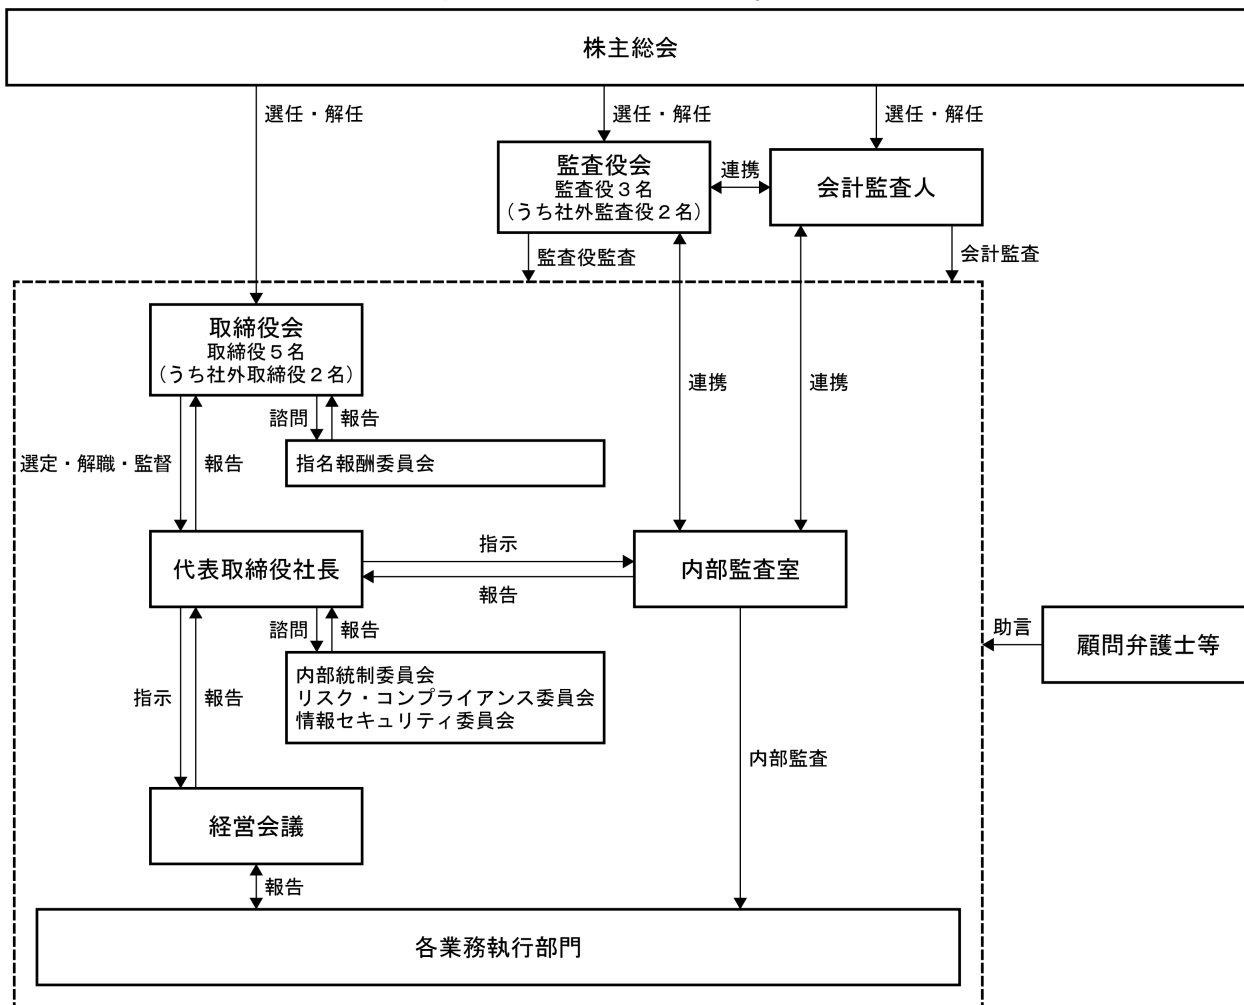 株主総会
選任・解任
選任・解任
選任・解任
監査役会
監査役3名
(うち社外監査役2名)
連携
会計監査人
監査役監査
会計監査
取締役会
取締役5名
(うち社外取締役2名)
連携
連携
諮問
報告
指名報酬委員会
選定・解職・監督
報告
代表取締役社長
指示
報告
内部監査室
諮問
報告
助言
顧問弁護士等
内部統制委員会
リスク・コンプライアンス委員会
情報セキュリティ委員会
指示
報告
内部監査
経営会議
報告
各業務執行部門